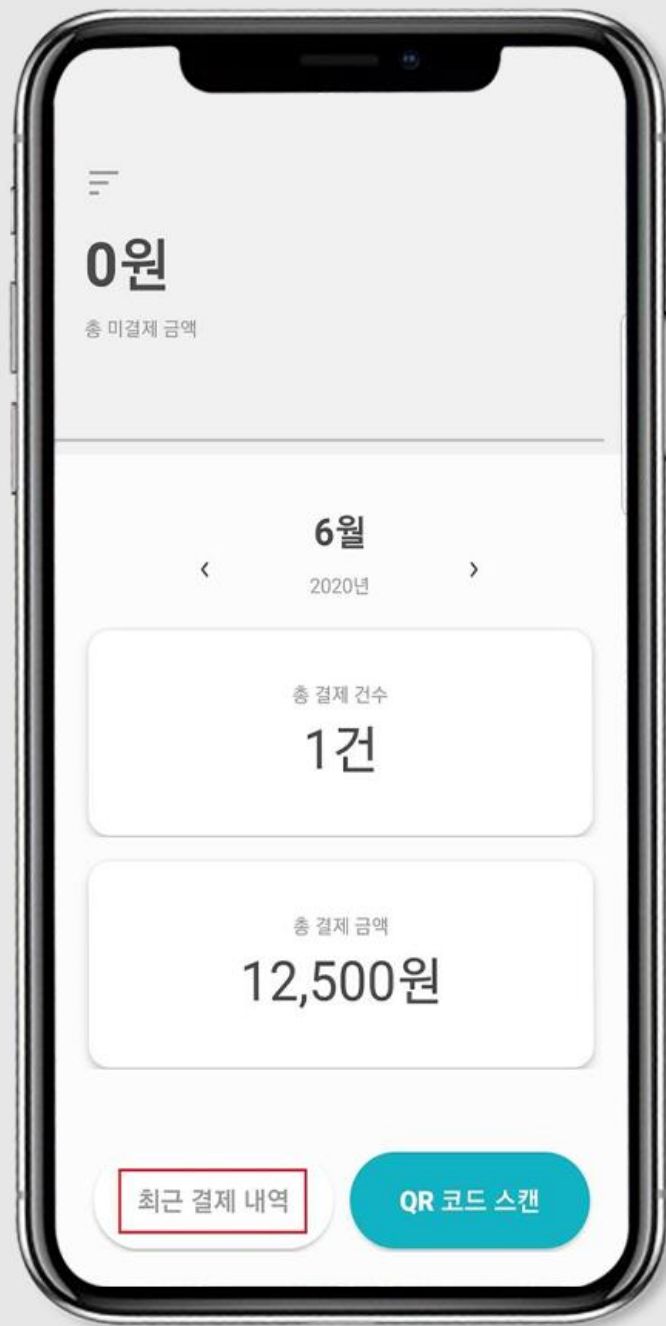 0원
총 미결제 금액
6월
2020년
총 결제 건수
1건
총 결제 금액
12,500원
최근 결제 내역
QR 코드 스캔